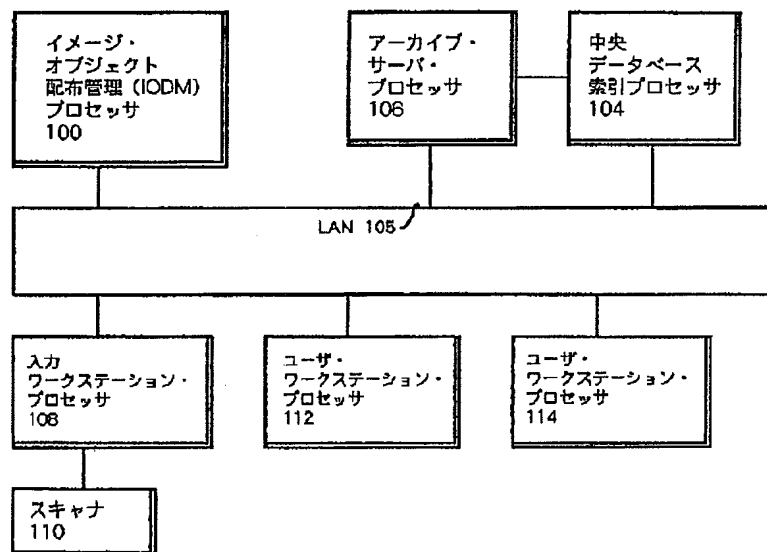 イメージ・
オブジェクト
配布管理（IODM）
プロセッサ
100
アーカイブ・
サーバ・
プロセッサ
106
中央
データベース
索引プロセッサ
104
LAN 105
入力
ワークステーション・
プロセッサ
108
ユーザ・
ワークステーション・
プロセッサ
112
ユーザ・
ワークステーション・
プロセッサ
114
スキャナ
110